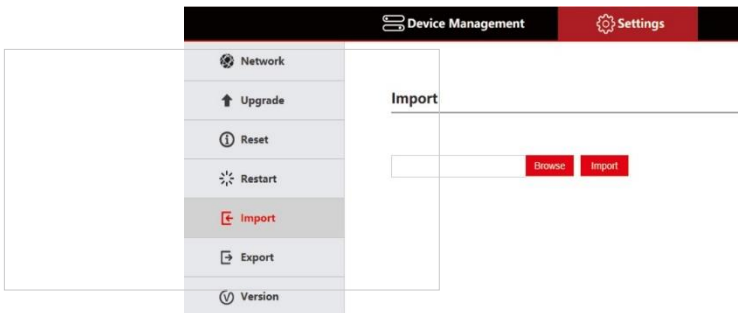 Device Management
Settings
Network
Upgrade
Reset
Restart
Import
Export
Version
Import
Browse
Import